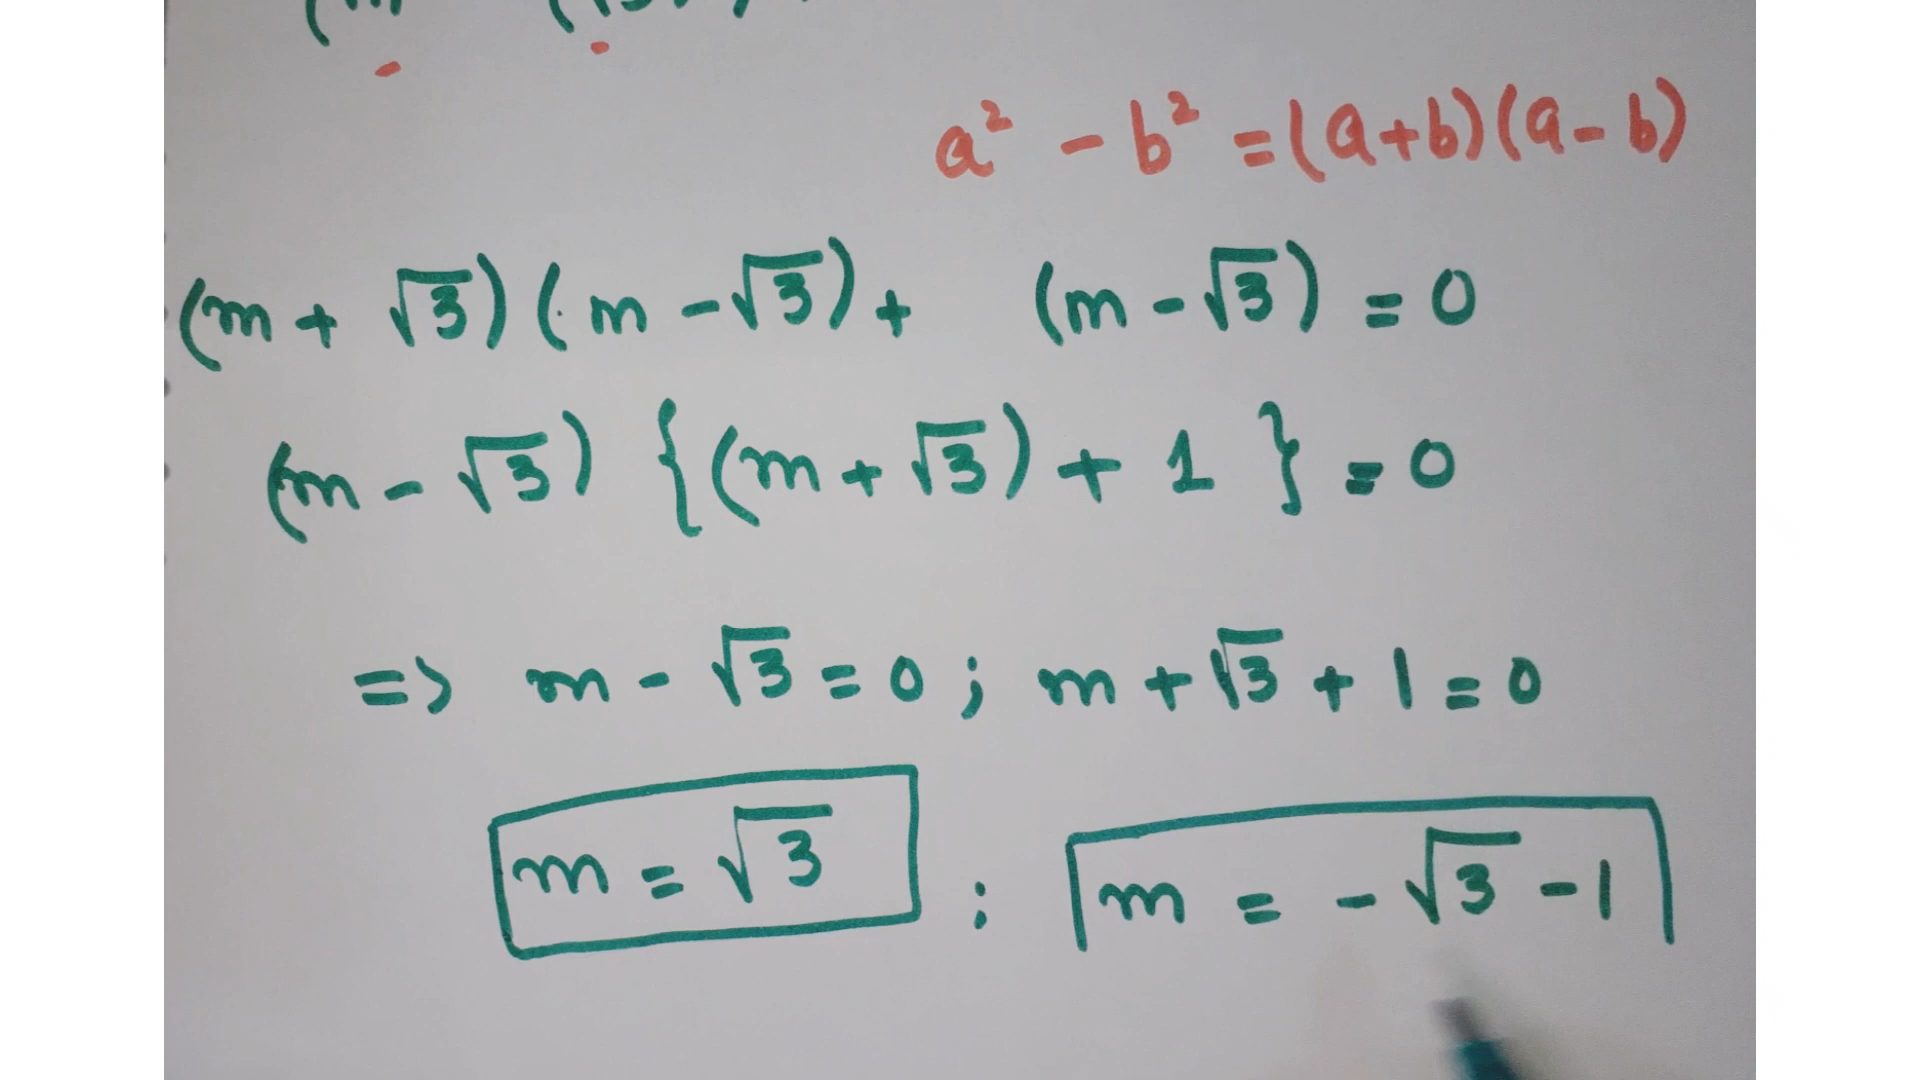 a² - b² = (a+b)(a-b)
(m + √3)(m - √3) + (m - √3) = 0
(m - √3) {(m + √3) + 1} = 0
=> m - √3 = 0 ; m + √3 + 1 = 0
m = √3 ; m = -√3 - 1